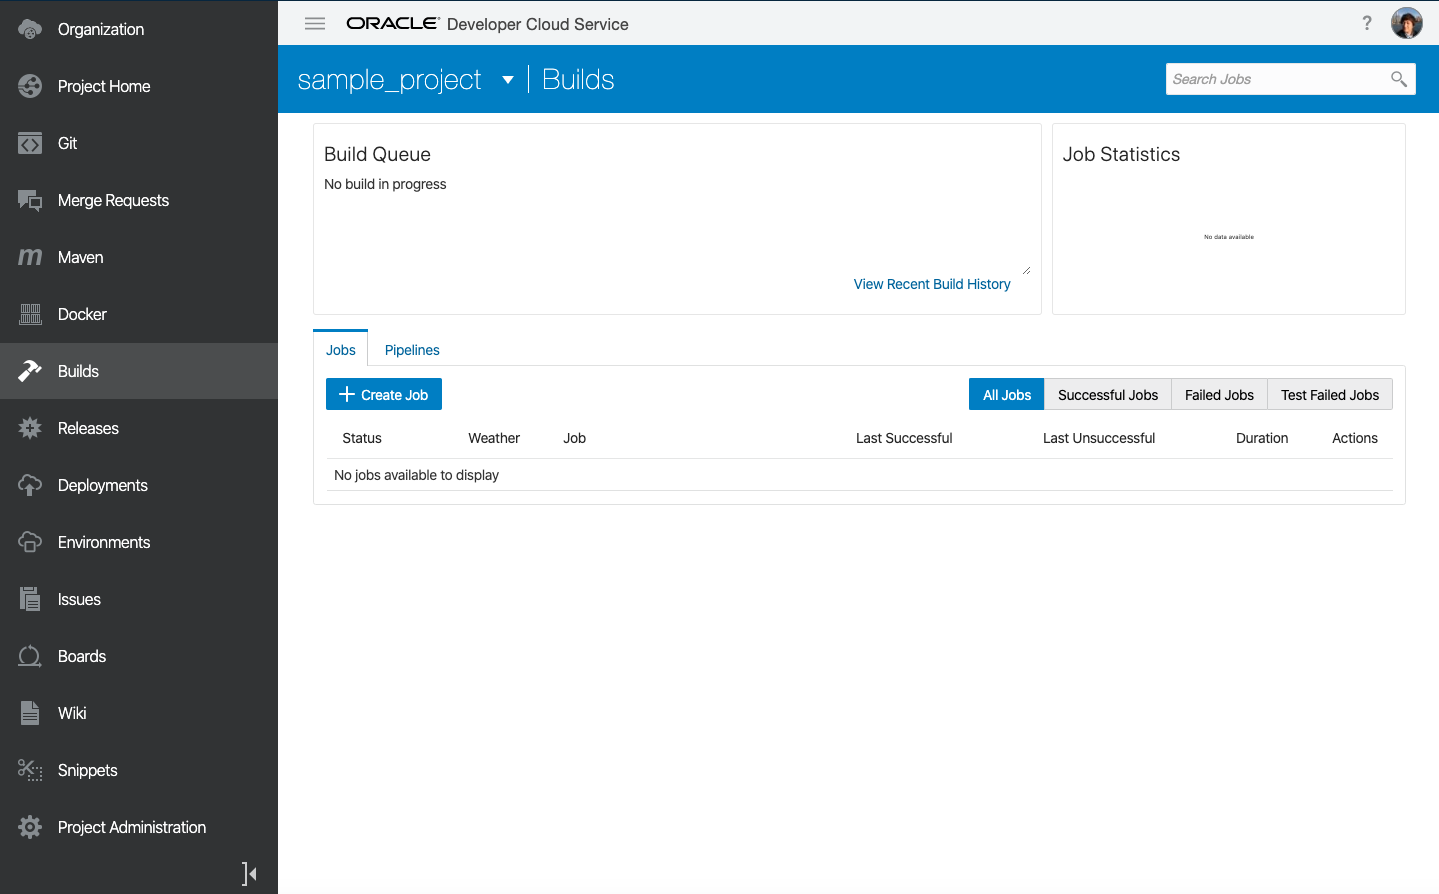 Organization
Project Home
Git
Merge Requests
Maven
Docker
Builds
Releases
Deployments
Environments
Issues
Boards
Wiki
Snippets
Project Administration
ORACLE® Developer Cloud Service
?
sample_project | Builds
Search Jobs
Build Queue
No build in progress
View Recent Build History
Job Statistics
No data available
Jobs Pipelines
Create Job
All Jobs Successful Jobs Failed Jobs Test Failed Jobs
Status Weather Job Last Successful Last Unsuccessful Duration Actions
No jobs available to display